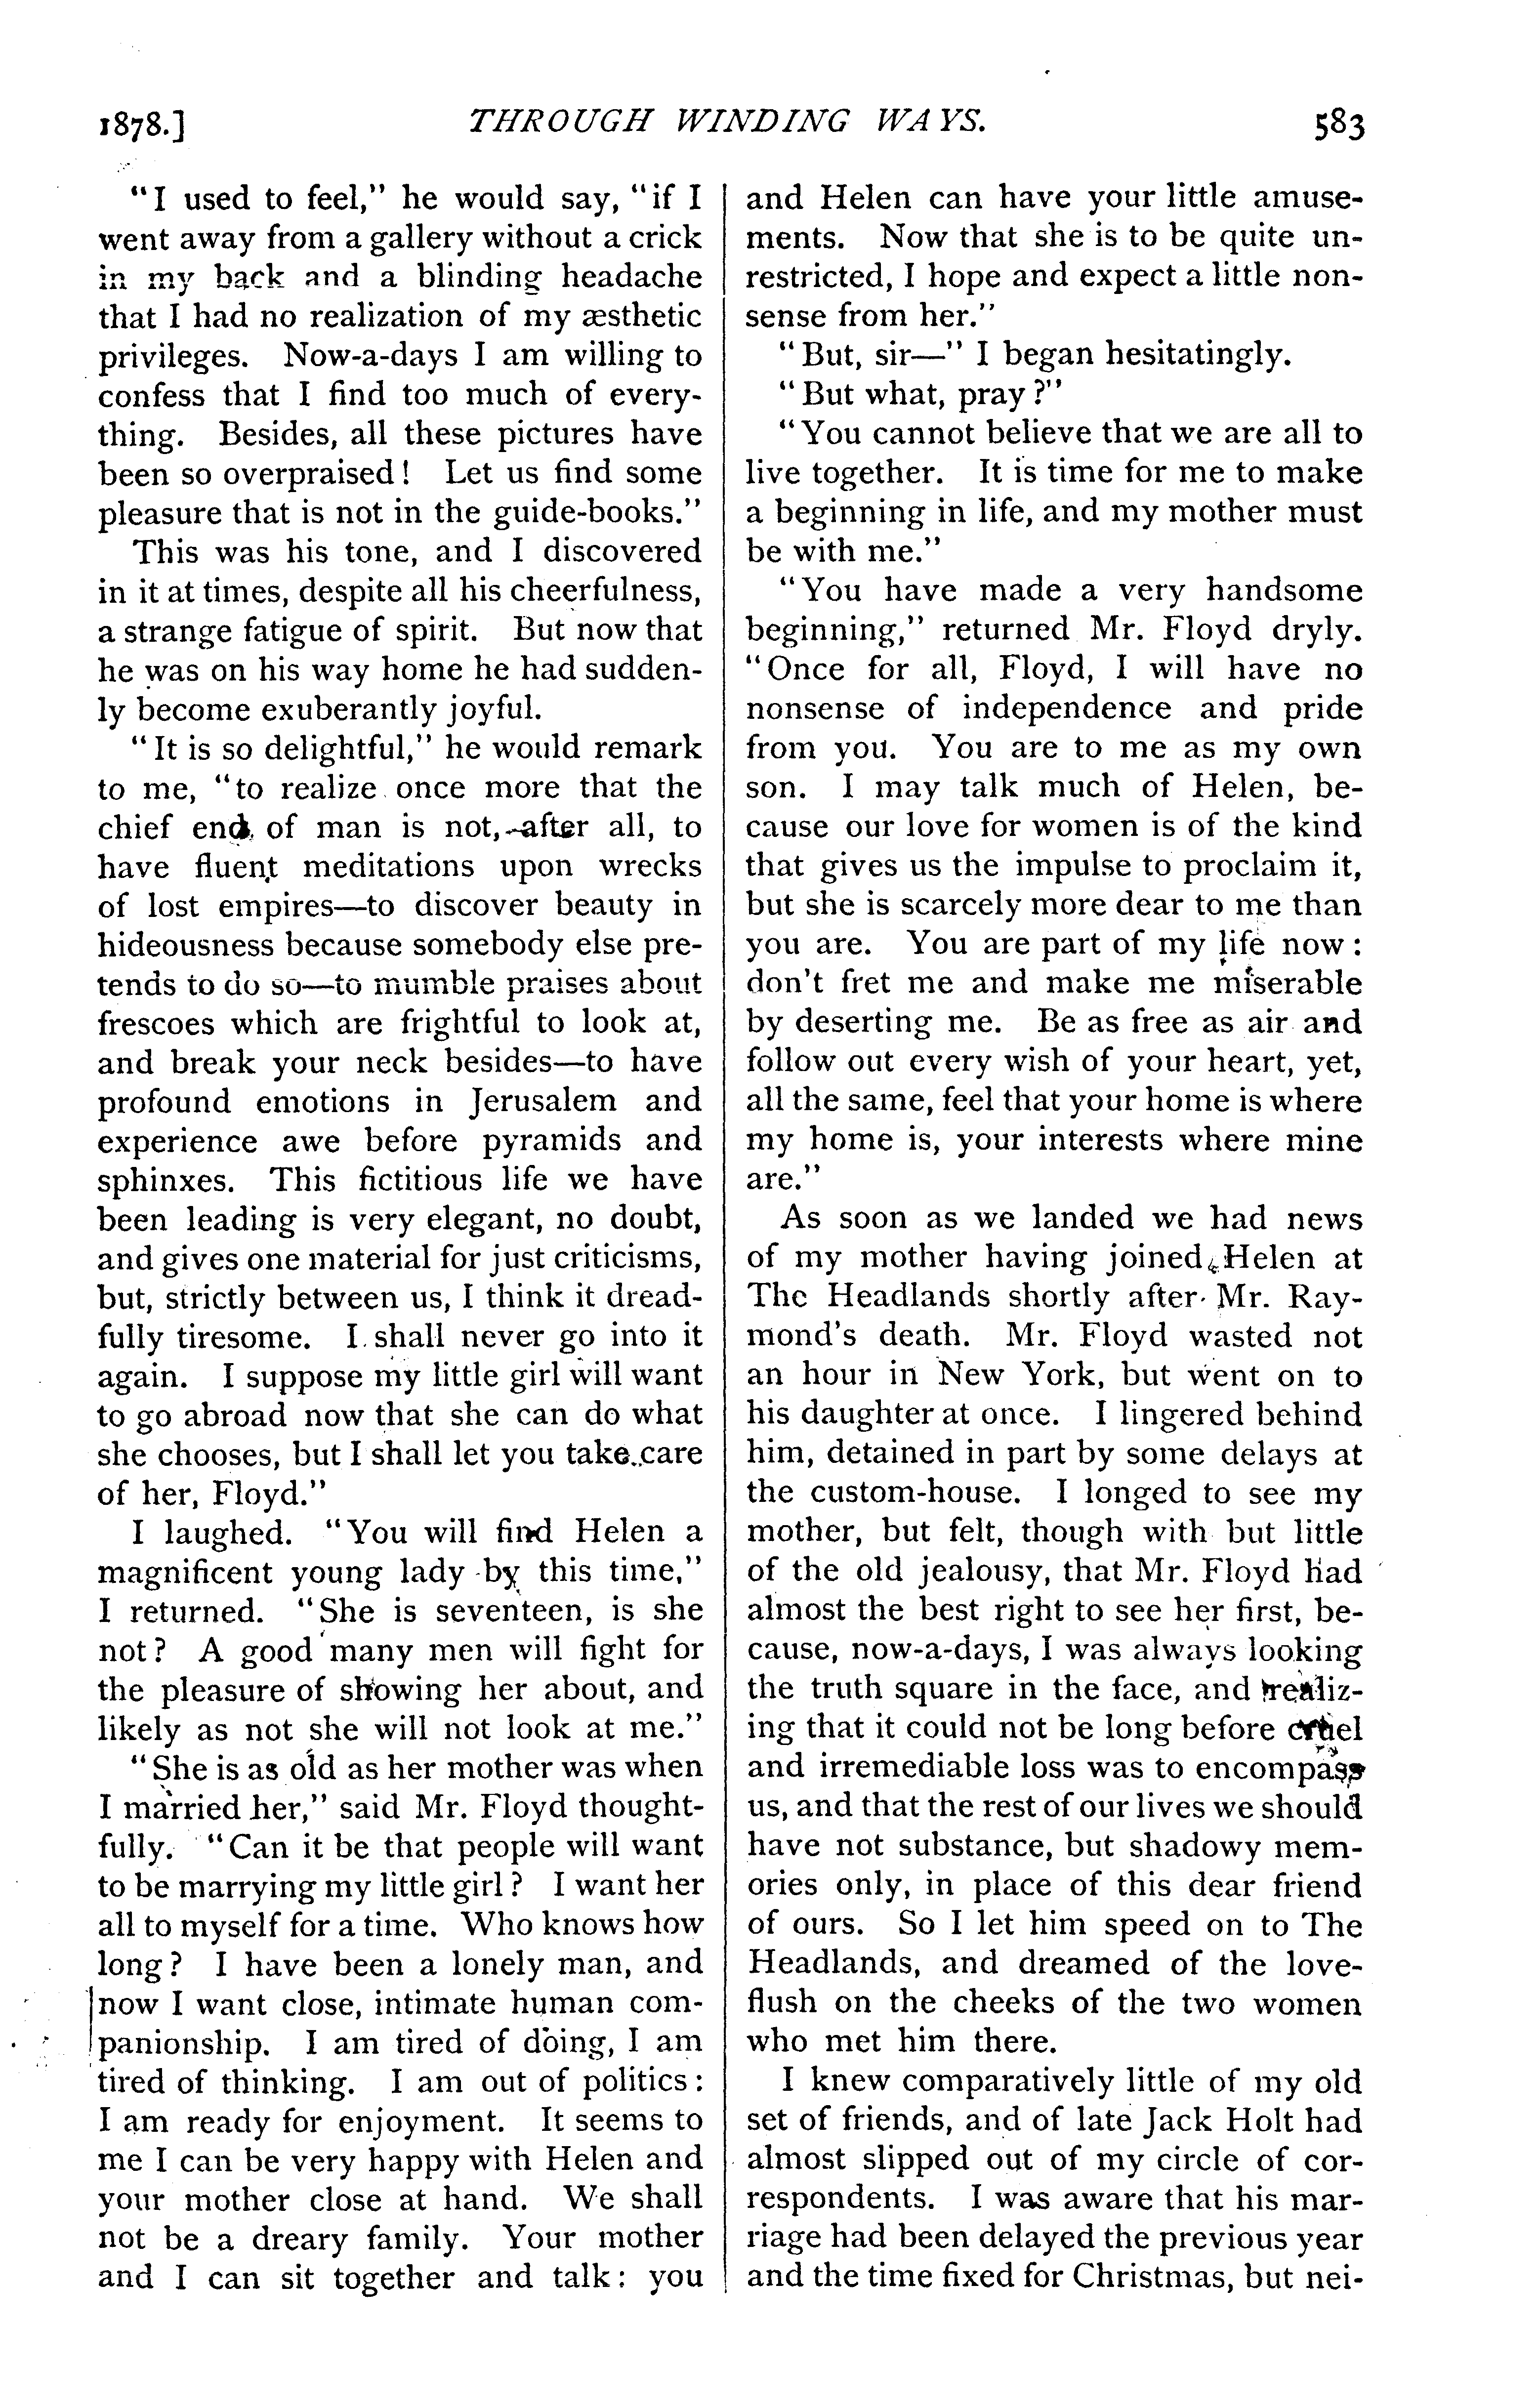 1878.] THROUGH WINDING WAYS. 583
"I used to feel," he would say, "if I
went away from a gallery without a crick
in my back and a blinding headache
that I had no realization of my æsthetic
privileges. Now-a-days I am willing to
confess that I find too much of every-
thing. Besides, all these pictures have
been so overpraised! Let us find some
pleasure that is not in the guide-books."
This was his tone, and I discovered
in it at times, despite all his cheerfulness,
a strange fatigue of spirit. But now that
he was on his way home he had sudden-
ly become exuberantly joyful.
"It is so delightful," he would remark
to me, "to realize once more that the
chief end of man is not, after all, to
have fluent meditations upon wrecks
of lost empires—to discover beauty in
hideousness because somebody else pre-
tends to do so—to mumble praises about
frescoes which are frightful to look at,
and break your neck besides—to have
profound emotions in Jerusalem and
experience awe before pyramids and
sphinxes. This fictitious life we have
been leading is very elegant, no doubt,
and gives one material for just criticisms,
but, strictly between us, I think it dread-
fully tiresome. I shall never go into it
again. I suppose my little girl will want
to go abroad now that she can do what
she chooses, but I shall let you take care
of her, Floyd."
I laughed. "You will find Helen a
magnificent young lady by this time,"
I returned. "She is seventeen, is she
not? A good many men will fight for
the pleasure of showing her about, and
likely as not she will not look at me."
"She is as old as her mother was when
I married her," said Mr. Floyd thought-
fully. "Can it be that people will want
to be marrying my little girl? I want her
all to myself for a time. Who knows how
long? I have been a lonely man, and
now I want close, intimate human com-
panionship. I am tired of doing, I am
tired of thinking. I am out of politics:
I am ready for enjoyment. It seems to
me I can be very happy with Helen and
your mother close at hand. We shall
not be a dreary family. Your mother
and I can sit together and talk: you
and Helen can have your little amuse-
ments. Now that she is to be quite un-
restricted, I hope and expect a little non-
sense from her."
"But, sir—" I began hesitatingly.
"But what, pray?"
"You cannot believe that we are all to
live together. It is time for me to make
a beginning in life, and my mother must
be with me."
"You have made a very handsome
beginning," returned Mr. Floyd dryly.
"Once for all, Floyd, I will have no
nonsense of independence and pride
from you. You are to me as my own
son. I may talk much of Helen, be-
cause our love for women is of the kind
that gives us the impulse to proclaim it,
but she is scarcely more dear to me than
you are. You are part of my life now:
don't fret me and make me miserable
by deserting me. Be as free as air and
follow out every wish of your heart, yet,
all the same, feel that your home is where
my home is, your interests where mine
are."
As soon as we landed we had news
of my mother having joined Helen at
The Headlands shortly after Mr. Ray-
mond's death. Mr. Floyd wasted not
an hour in New York, but went on to
his daughter at once. I lingered behind
him, detained in part by some delays at
the custom-house. I longed to see my
mother, but felt, though with but little
of the old jealousy, that Mr. Floyd had
almost the best right to see her first, be-
cause, now-a-days, I was always looking
the truth square in the face, and realiz-
ing that it could not be long before cruel
and irremediable loss was to encompass
us, and that the rest of our lives we should
have not substance, but shadowy mem-
ories only, in place of this dear friend
of ours. So I let him speed on to The
Headlands, and dreamed of the love-
flush on the cheeks of the two women
who met him there.
I knew comparatively little of my old
set of friends, and of late Jack Holt had
almost slipped out of my circle of cor-
respondents. I was aware that his mar-
riage had been delayed the previous year
and the time fixed for Christmas, but nei-